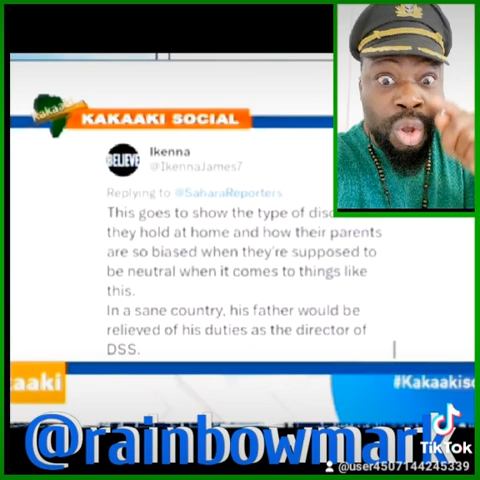 kakaaki
KAKAAKI SOCIAL
BELIEVE
Ikenna
@IkennaJames7
Replying to @SaharaReporters
This goes to show the type of disc
they hold at home and how their parents
are so biased when they're supposed to
be neutral when it comes to things like
this.
In a sane country, his father would be
relieved of his duties as the director of
DSS.
aaki
#Kakaakiso
@rainbowmark
TikTok
@user4507144245339